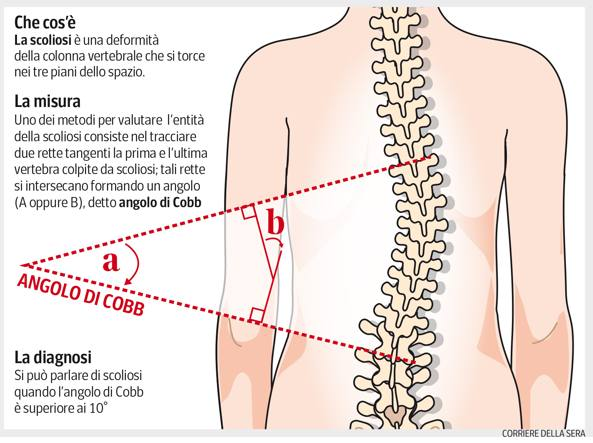 Che cos'è
La scoliosi è una deformità
della colonna vertebrale che si torce
nei tre piani dello spazio.
La misura
Uno dei metodi per valutare l'entità
della scoliosi consiste nel tracciare
due rette tangenti la prima e l'ultima
vertebra colpita da scoliosi; tali rette
si intersecano formando un angolo
(A oppure B), detto angolo di Cobb
b
a
ANGOLO DI COBB
La diagnosi
Si può parlare di scoliosi
quando l'angolo di Cobb
è superiore ai 10°
CORRIERE DELLA SERA